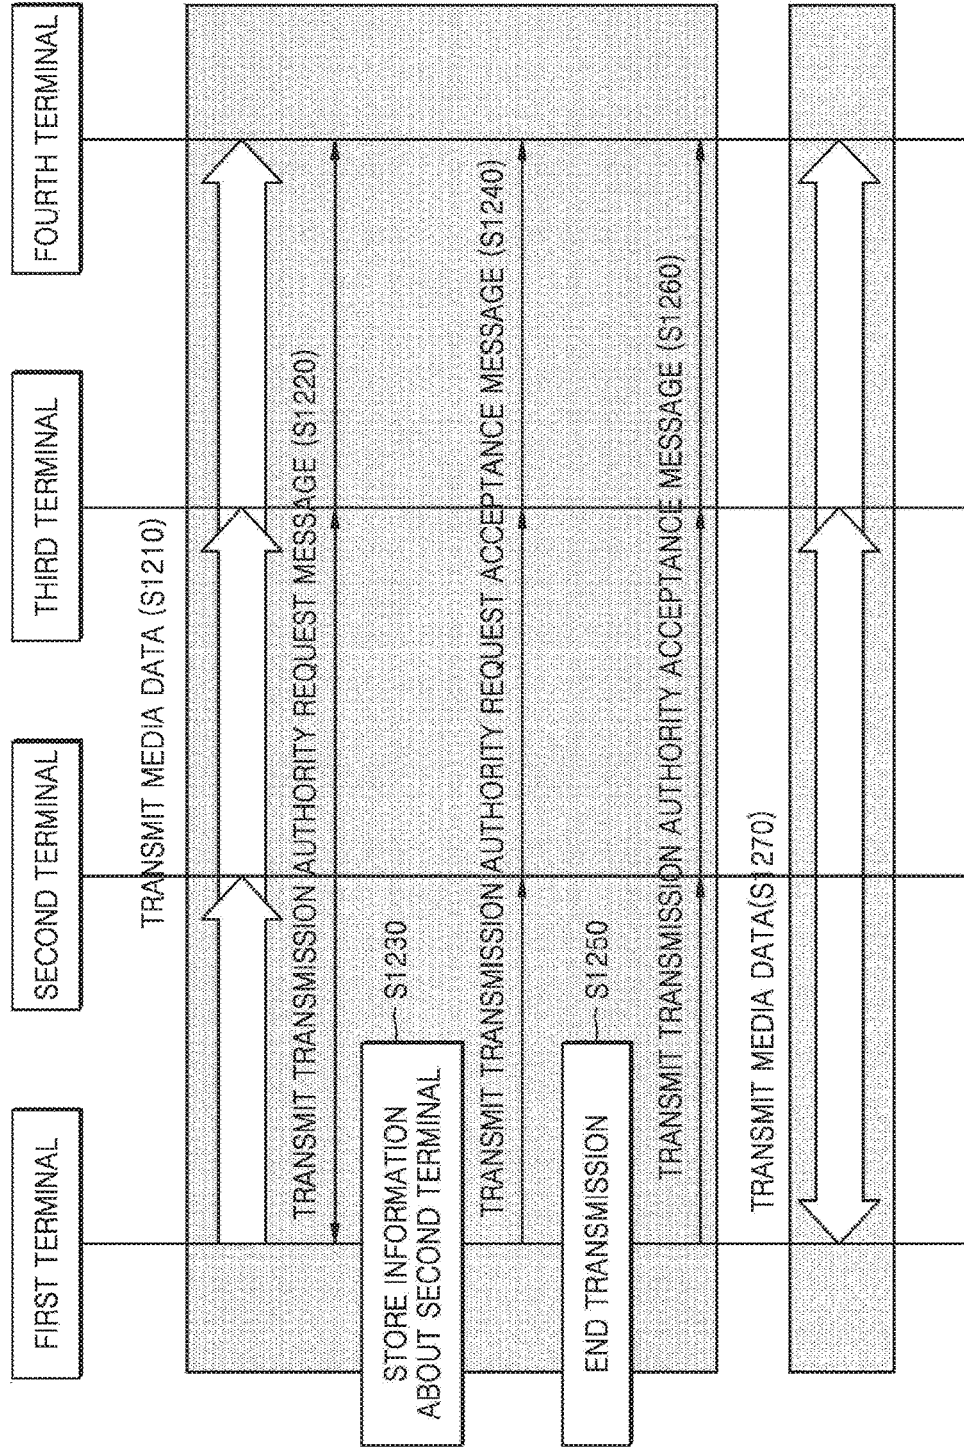 FIRST TERMINAL
SECOND TERMINAL
THIRD TERMINAL
FOURTH TERMINAL
TRANSMIT MEDIA DATA (S1210)
TRANSMIT TRANSMISSION AUTHORITY REQUEST MESSAGE (S1220)
STORE INFORMATION
ABOUT SECOND TERMINAL
S1230
TRANSMIT TRANSMISSION AUTHORITY REQUEST ACCEPTANCE MESSAGE (S1240)
END TRANSMISSION
S1250
TRANSMIT TRANSMISSION AUTHORITY ACCEPTANCE MESSAGE (S1260)
TRANSMIT MEDIA DATA(S1270)